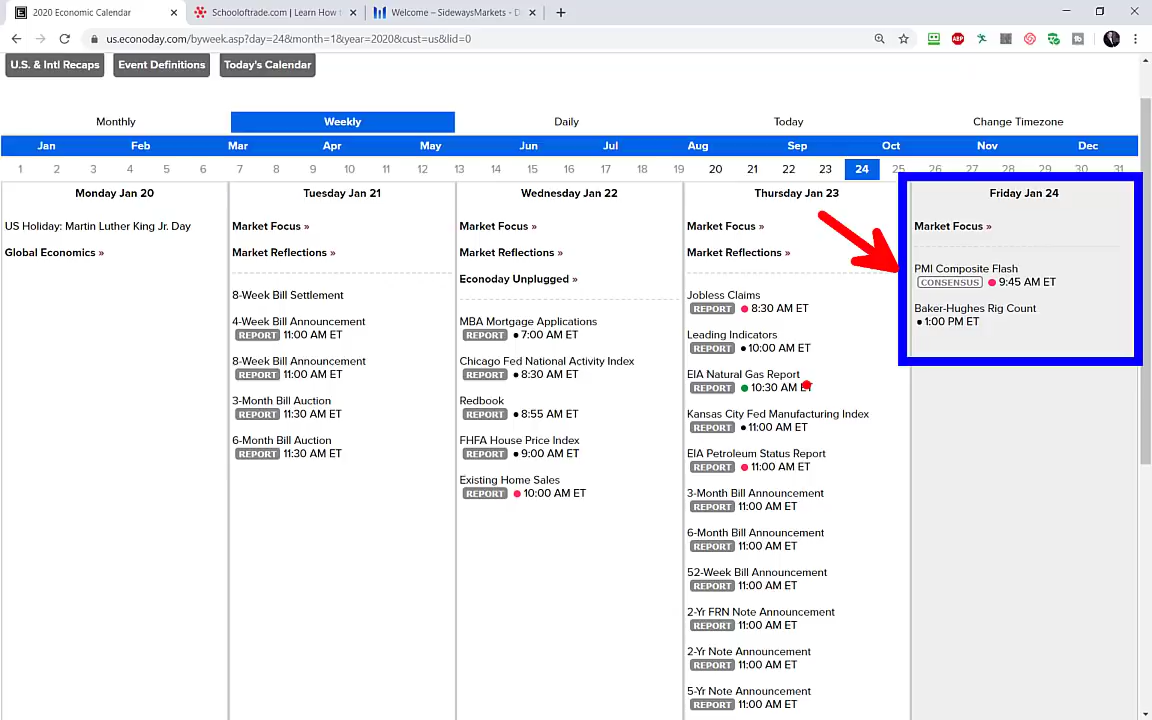 2020 Economic Calendar
Schooloftrade.com | Learn How
Welcome – SidewaysMarkets - D
us.econoday.com/byweek.asp?day=24&month=1&year=2020&cust=us&lid=0
ABP
U.S. & Intl Recaps
Event Definitions
Today's Calendar
Monthly
Weekly
Daily
Today
Change Timezone
Jan Feb Mar Apr May Jun Jul Aug Sep Oct Nov Dec
1 2 3 4 5 6 7 8 9 10 11 12 13 14 15 16 17 18 19 20 21 22 23 24 25 26 27 28 29 30 31
Monday Jan 20
US Holiday: Martin Luther King Jr. Day
Global Economics »
Tuesday Jan 21
Market Focus »
Market Reflections »
8-Week Bill Settlement
4-Week Bill Announcement
REPORT 11:00 AM ET
8-Week Bill Announcement
REPORT 11:00 AM ET
3-Month Bill Auction
REPORT 11:30 AM ET
6-Month Bill Auction
REPORT 11:30 AM ET
Wednesday Jan 22
Market Focus »
Market Reflections »
Econoday Unplugged »
MBA Mortgage Applications
REPORT 7:00 AM ET
Chicago Fed National Activity Index
REPORT 8:30 AM ET
Redbook
REPORT 8:55 AM ET
FHFA House Price Index
REPORT 9:00 AM ET
Existing Home Sales
REPORT 10:00 AM ET
Thursday Jan 23
Market Focus »
Market Reflections »
Jobless Claims
REPORT 8:30 AM ET
Leading Indicators
REPORT 10:00 AM ET
EIA Natural Gas Report
REPORT 10:30 AM ET
Kansas City Fed Manufacturing Index
REPORT 11:00 AM ET
EIA Petroleum Status Report
REPORT 11:00 AM ET
3-Month Bill Announcement
REPORT 11:00 AM ET
6-Month Bill Announcement
REPORT 11:00 AM ET
52-Week Bill Announcement
REPORT 11:00 AM ET
2-Yr FRN Note Announcement
REPORT 11:00 AM ET
2-Yr Note Announcement
REPORT 11:00 AM ET
5-Yr Note Announcement
REPORT 11:00 AM ET
Friday Jan 24
Market Focus »
PMI Composite Flash
CONSENSUS 9:45 AM ET
Baker-Hughes Rig Count
1:00 PM ET